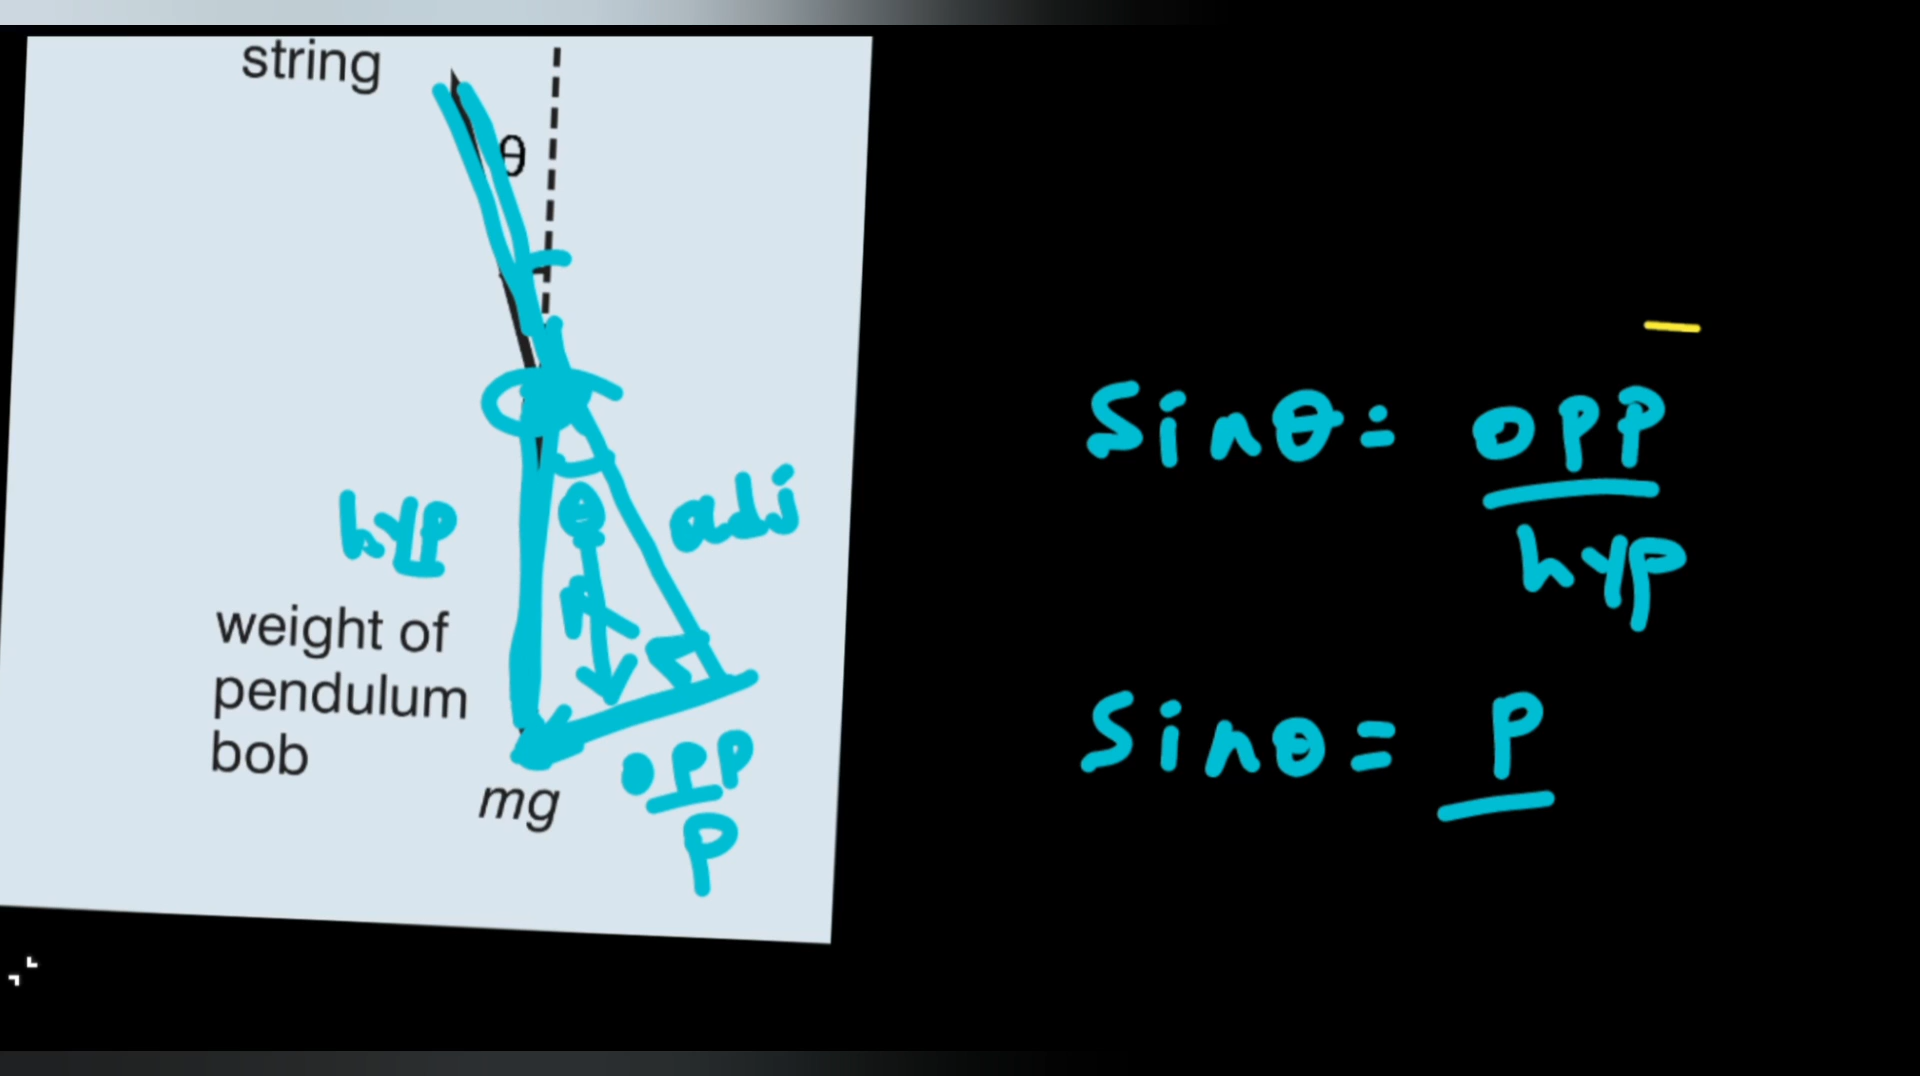 string
θ
hyp
adj
θ
weight of
pendulum
bob
mg
opp
P
Sinθ = opp
hyp
Sinθ = P